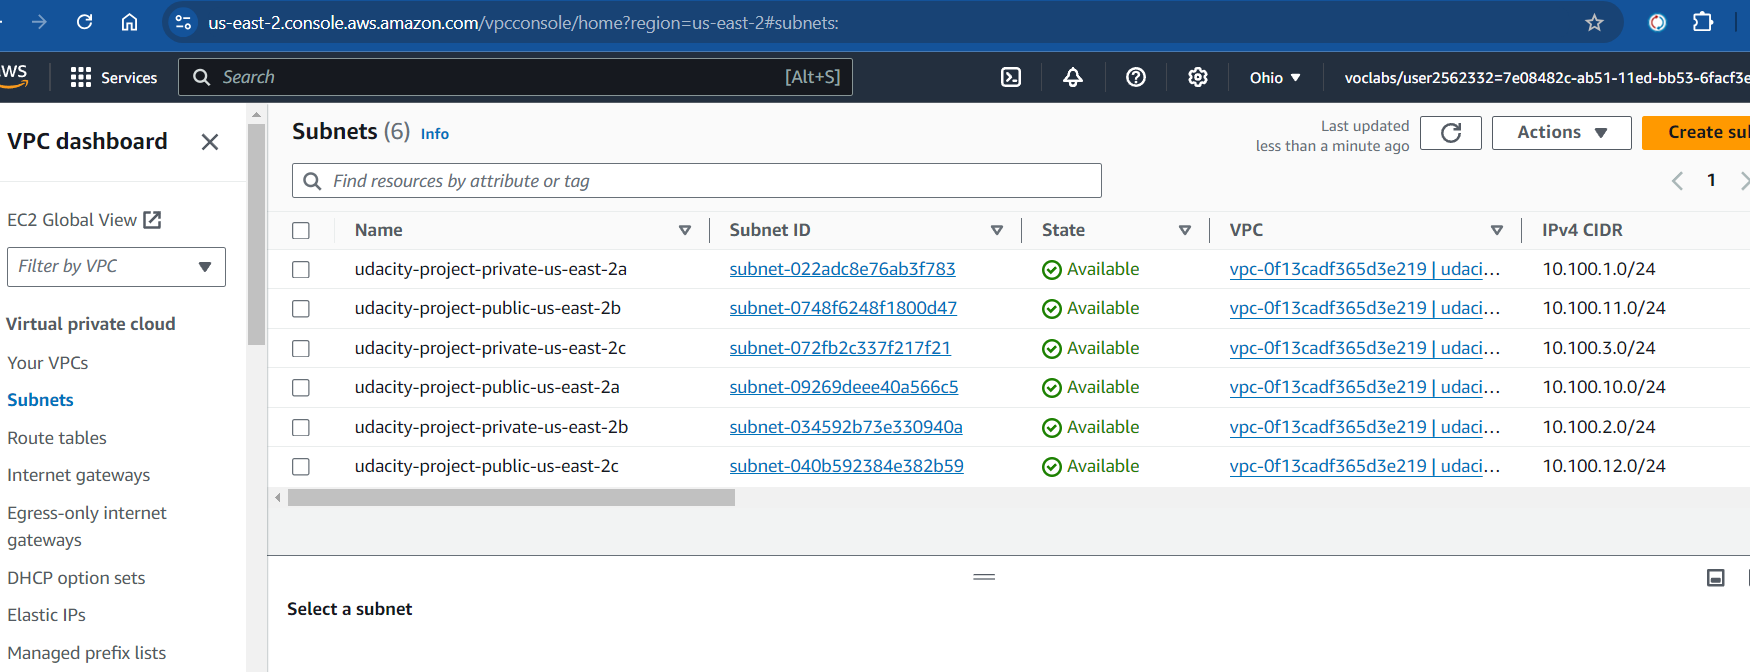 us-east-2.console.aws.amazon.com/vpcconsole/home?region=us-east-2#subnets:
Services
Search
[Alt+S]
Ohio
voclabs/user2562332=7e08482c-ab51-11ed-bb53-6facf3e
VPC dashboard
EC2 Global View
Filter by VPC
Virtual private cloud
Your VPCs
Subnets
Route tables
Internet gateways
Egress-only internet
gateways
DHCP option sets
Elastic IPs
Managed prefix lists
Subnets (6) Info
Last updated
less than a minute ago
Actions
Create su
Find resources by attribute or tag
1
Name Subnet ID State VPC IPv4 CIDR
udacity-project-private-us-east-2a subnet-022adc8e76ab3f783 Available vpc-0f13cadf365d3e219 | udaci... 10.100.1.0/24
udacity-project-public-us-east-2b subnet-0748f6248f1800d47 Available vpc-0f13cadf365d3e219 | udaci... 10.100.11.0/24
udacity-project-private-us-east-2c subnet-072fb2c337f217f21 Available vpc-0f13cadf365d3e219 | udaci... 10.100.3.0/24
udacity-project-public-us-east-2a subnet-09269deee40a566c5 Available vpc-0f13cadf365d3e219 | udaci... 10.100.10.0/24
udacity-project-private-us-east-2b subnet-034592b73e330940a Available vpc-0f13cadf365d3e219 | udaci... 10.100.2.0/24
udacity-project-public-us-east-2c subnet-040b592384e382b59 Available vpc-0f13cadf365d3e219 | udaci... 10.100.12.0/24
Select a subnet